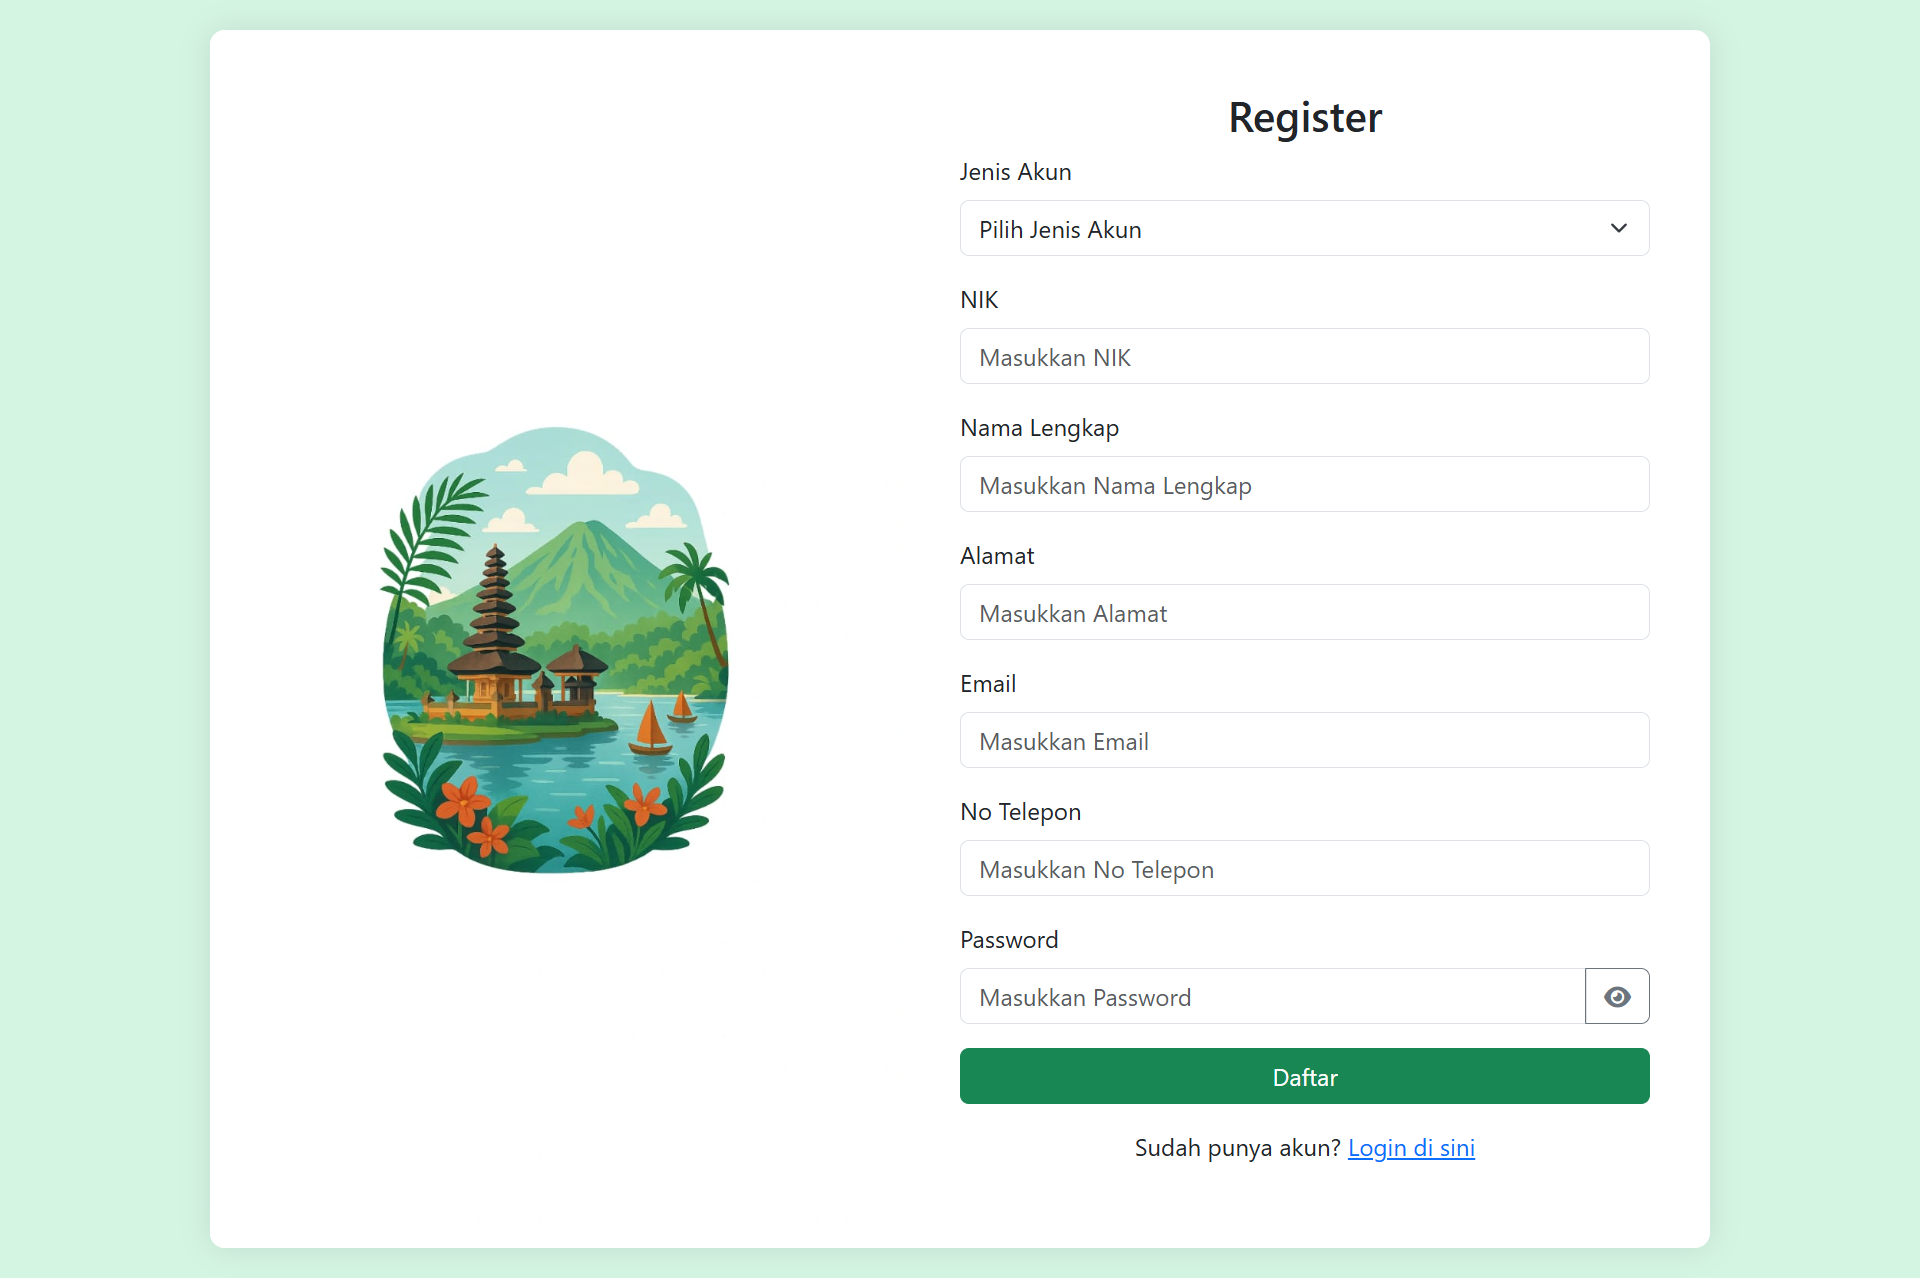 Register
Jenis Akun
Pilih Jenis Akun
NIK
Masukkan NIK
Nama Lengkap
Masukkan Nama Lengkap
Alamat
Masukkan Alamat
Email
Masukkan Email
No Telepon
Masukkan No Telepon
Password
Masukkan Password
Daftar
Sudah punya akun? Login di sini